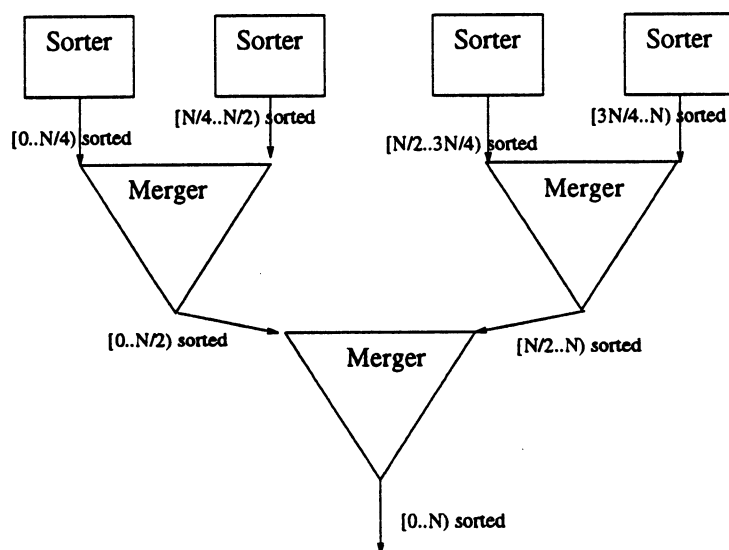 Sorter
Sorter
Sorter
Sorter
[0..N/4) sorted
[N/4..N/2) sorted
[N/2..3N/4) sorted
[3N/4..N) sorted
Merger
Merger
[0..N/2) sorted
[N/2..N) sorted
Merger
[0..N) sorted